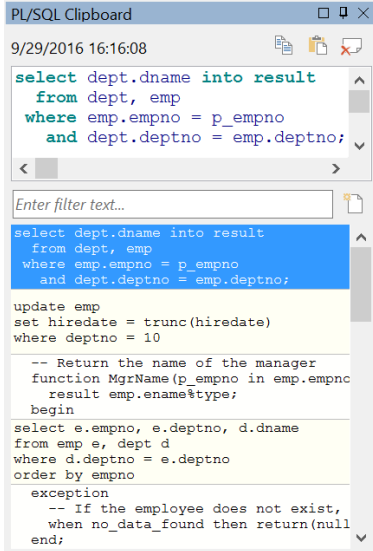 PL/SQL Clipboard
9/29/2016 16:16:08
select dept.dname into result
  from dept, emp
 where emp.empno = p_empno
   and dept.deptno = emp.deptno;
Enter filter text...
select dept.dname into result
  from dept, emp
 where emp.empno = p_empno
   and dept.deptno = emp.deptno;
update emp
set hiredate = trunc(hiredate)
where deptno = 10
  -- Return the name of the manager
  function MgrName(p_empno in emp.empno
    result emp.ename%type;
  begin
select e.empno, e.deptno, d.dname
from emp e, dept d
where d.deptno = e.deptno
order by empno
  exception
    -- If the employee does not exist,
    when no_data_found then return(null
  end;